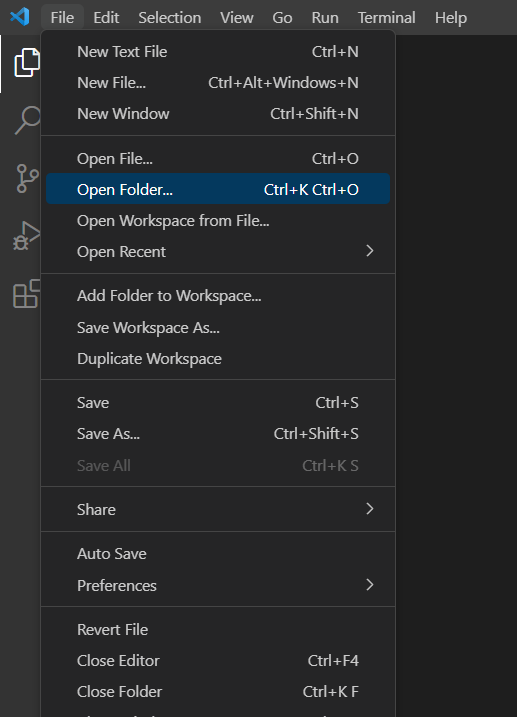 File Edit Selection View Go Run Terminal Help
New Text File Ctrl+N
New File... Ctrl+Alt+Windows+N
New Window Ctrl+Shift+N
Open File... Ctrl+O
Open Folder... Ctrl+K Ctrl+O
Open Workspace from File...
Open Recent
Add Folder to Workspace...
Save Workspace As...
Duplicate Workspace
Save Ctrl+S
Save As... Ctrl+Shift+S
Save All Ctrl+K S
Share
Auto Save
Preferences
Revert File
Close Editor Ctrl+F4
Close Folder Ctrl+K F